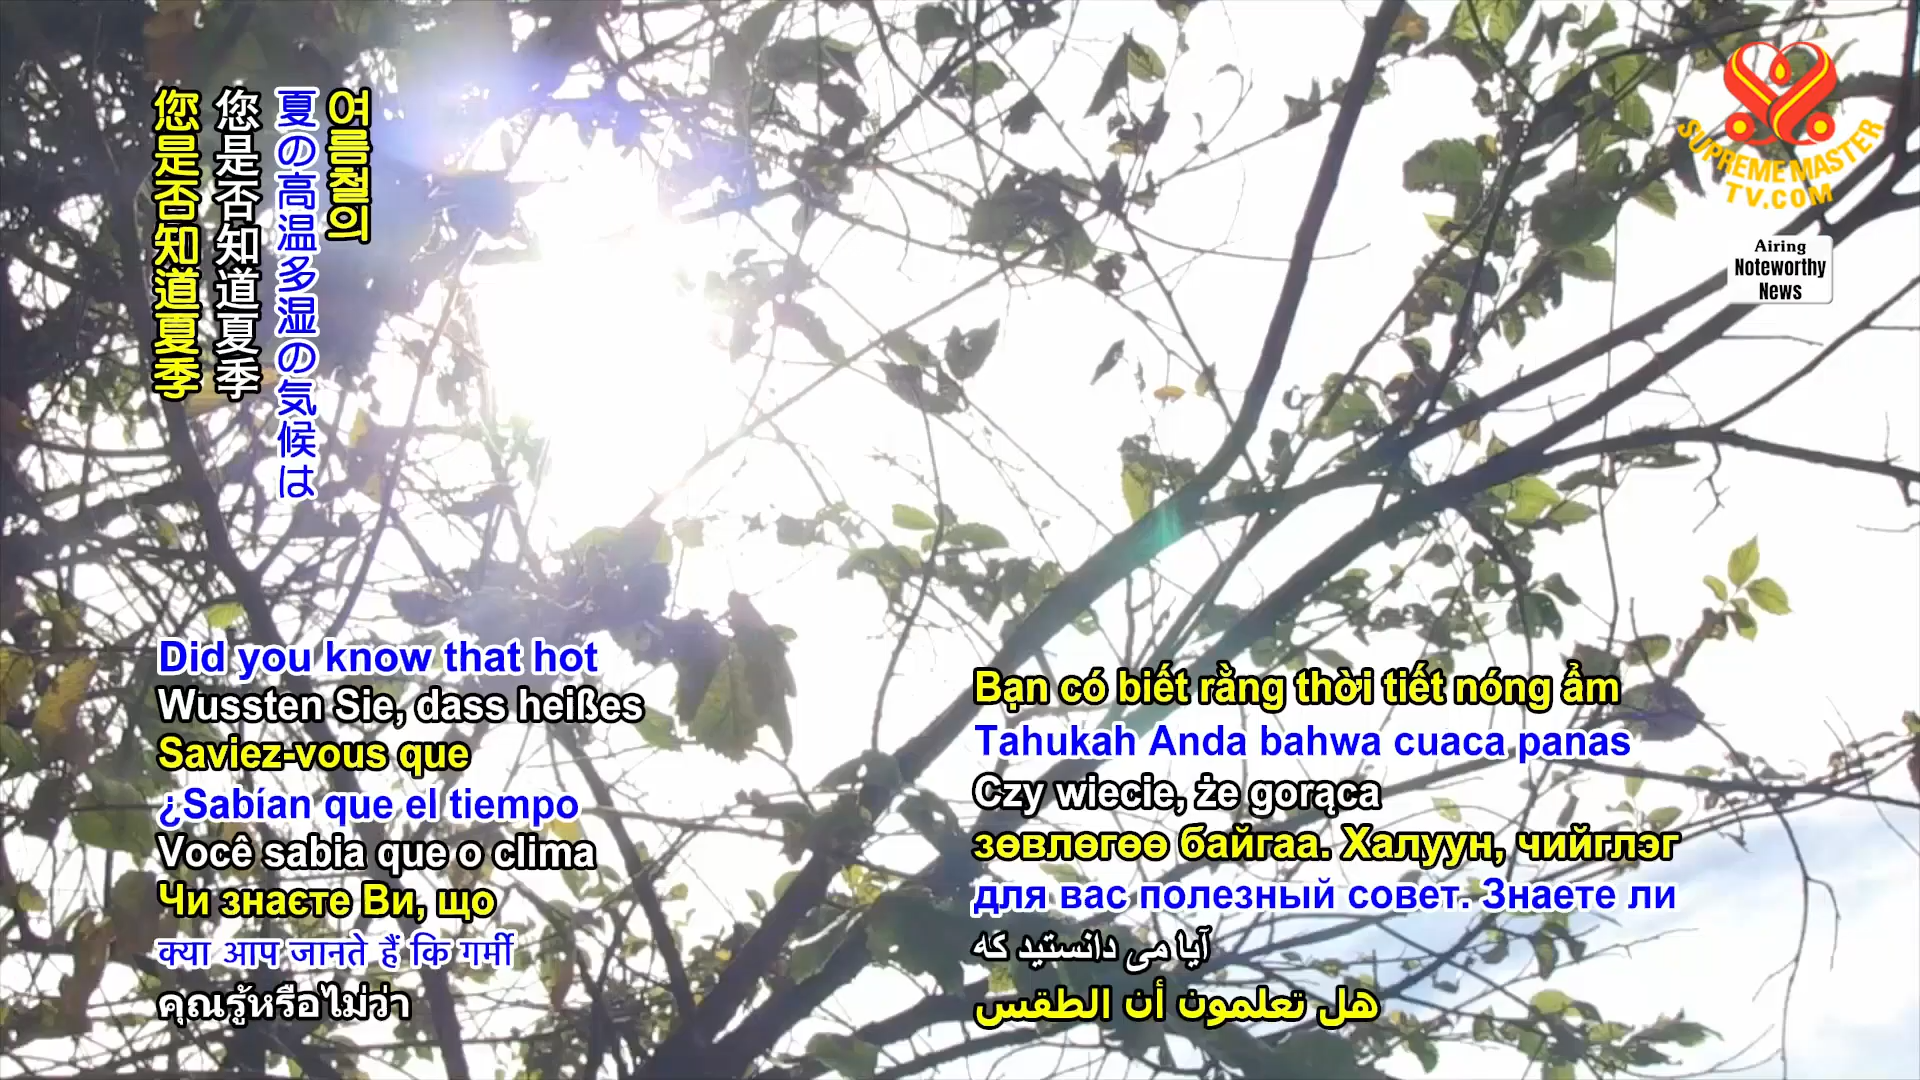 여름철의
夏の高温多湿の気候は
您是否知道夏季
您是否知道夏季
SUPREME MASTER
TV.COM
Airing
Noteworthy
News
Did you know that hot
Wussten Sie, dass heißes
Saviez-vous que
¿Sabían que el tiempo
Você sabia que o clima
Чи знаєте Ви, що
क्या आप जानते हैं कि गर्मी
คุณรู้หรือไม่ว่า
Bạn có biết rằng thời tiết nóng ẩm
Tahukah Anda bahwa cuaca panas
Czy wiecie, że gorąca
зөвлөгөө байгаа. Халуун, чийглэг
для вас полезный совет. Знаете ли
آیا می دانستید که
هل تعلمون أن الطقس